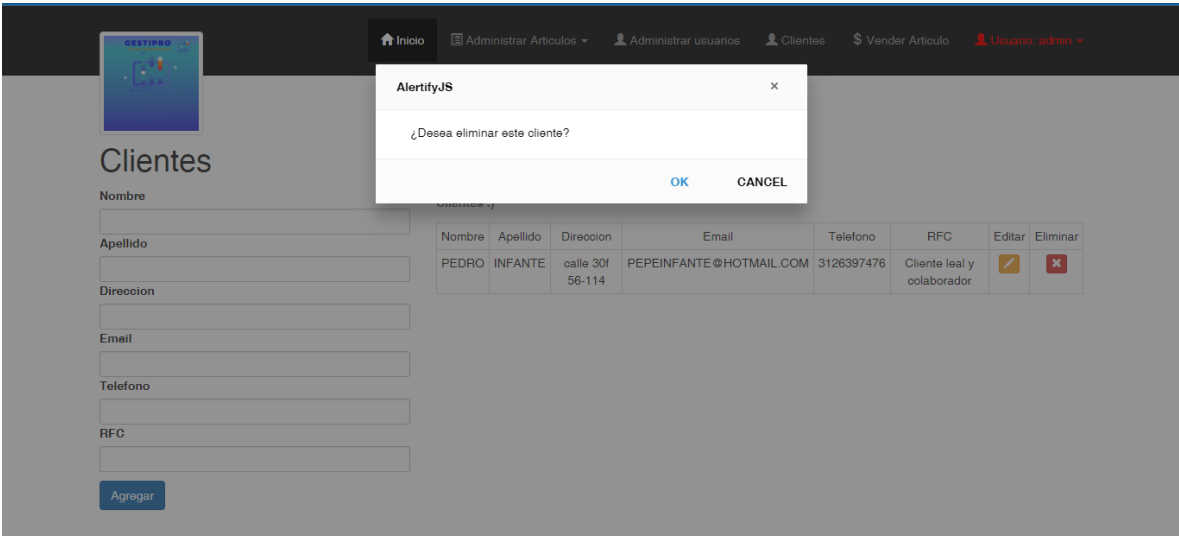 GESTIPRO
Inicio
Administrar Articulos
Administrar usuarios
Clientes
$ Vender Articulo
Usuario: admin
AlertifyJS
×
¿Desea eliminar este cliente?
OK
CANCEL
Clientes
Nombre
Apellido
Direccion
Email
Telefono
RFC
Agregar
Clientes :)
Nombre Apellido Direccion Email Telefono RFC Editar Eliminar
PEDRO INFANTE calle 30f PEPEINFANTE@HOTMAIL.COM 3126397476 Cliente leal y
56-114 colaborador